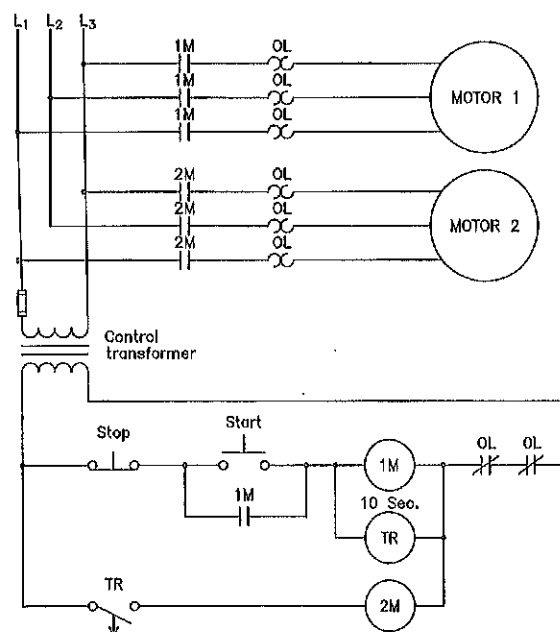 L1 L2 L3
1M OL
1M OL
MOTOR 1
1M OL
2M OL
2M OL
MOTOR 2
2M OL
Control
transformer
Stop
Start
OL OL
1M
1M
10 Sec.
TR
TR
2M